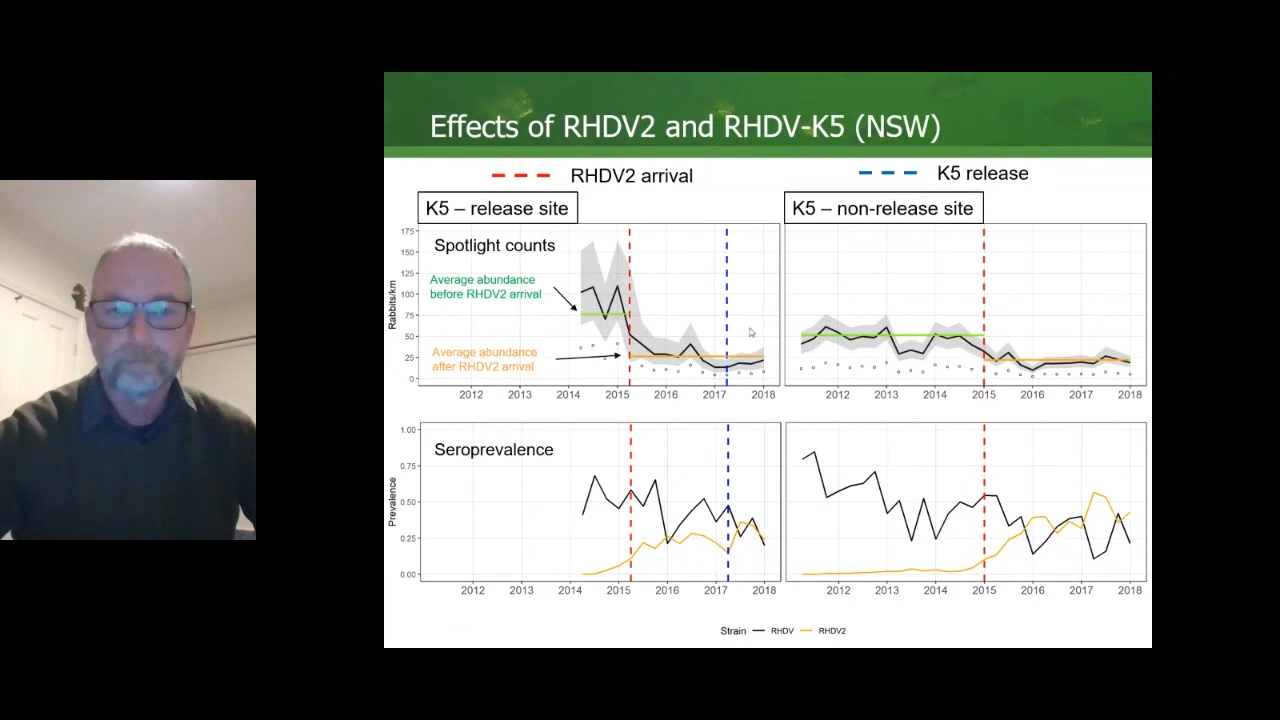 Effects of RHDV2 and RHDV-K5 (NSW)
RHDV2 arrival
K5 release
K5 – release site
K5 – non-release site
Spotlight counts
Average abundance
before RHDV2 arrival
Average abundance
after RHDV2 arrival
Rabbits/km
175
150
125
100
75
50
25
0
2012 2013 2014 2015 2016 2017 2018
2012 2013 2014 2015 2016 2017 2018
Seroprevalence
Prevalence
1.00
0.75
0.50
0.25
0.00
2012 2013 2014 2015 2016 2017 2018
2012 2013 2014 2015 2016 2017 2018
Strain RHDV RHDV2